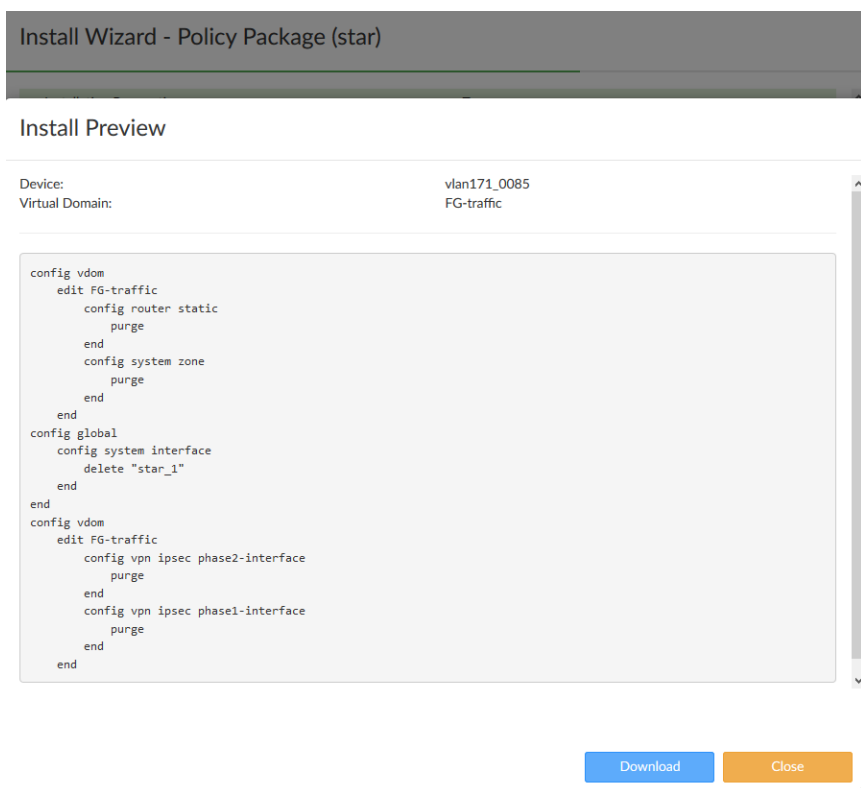 Install Wizard - Policy Package (star)
Install Preview
Device: vlan171_0085
Virtual Domain: FG-traffic
config vdom
    edit FG-traffic
        config router static
            purge
        end
        config system zone
            purge
        end
    end
config global
    config system interface
        delete "star_1"
    end
end
config vdom
    edit FG-traffic
        config vpn ipsec phase2-interface
            purge
        end
        config vpn ipsec phase1-interface
            purge
        end
    end
Download Close